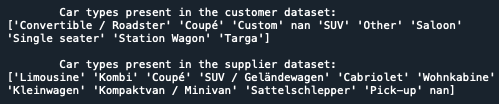 Car types present in the customer dataset:
['Convertible / Roadster' 'Coupé' 'Custom' nan 'SUV' 'Other' 'Saloon'
'Single seater' 'Station Wagon' 'Targa']
Car types present in the supplier dataset:
['Limousine' 'Kombi' 'Coupé' 'SUV / Geländewagen' 'Cabriolet' 'Wohnkabine'
'Kleinwagen' 'Kompaktvan / Minivan' 'Sattelschlepper' 'Pick-up' nan]